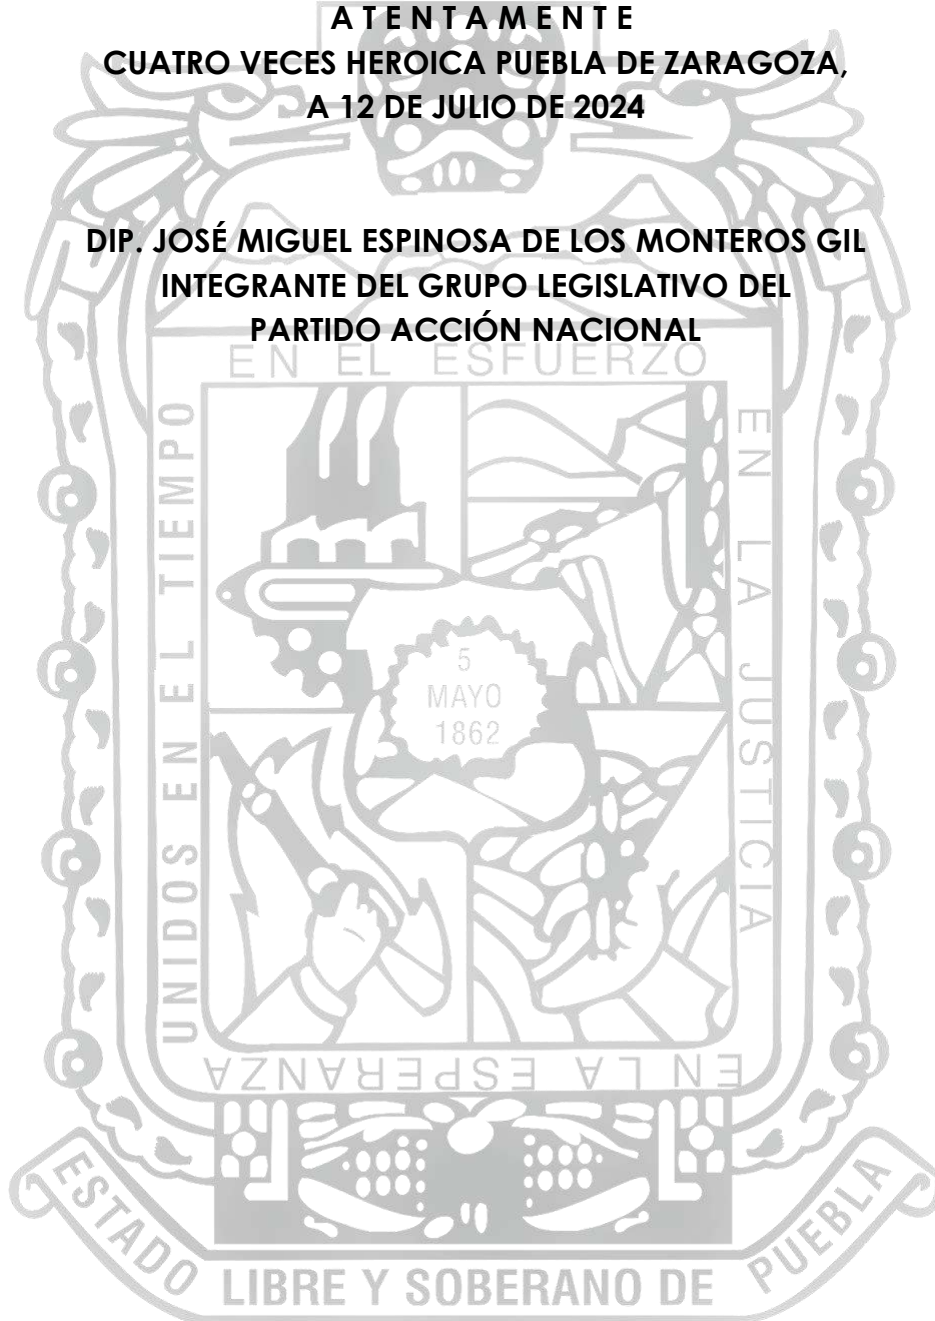 A T E N T A M E N T E
CUATRO VECES HEROICA PUEBLA DE ZARAGOZA,
A 12 DE JULIO DE 2024
DIP. JOSÉ MIGUEL ESPINOSA DE LOS MONTEROS GIL
INTEGRANTE DEL GRUPO LEGISLATIVO DEL
PARTIDO ACCIÓN NACIONAL
UNIDOS EN EL TIEMPO
EN EL ESFUERZO
EN LA JUSTICIA
EN LA ESPERANZA
5
MAYO
1862
ESTADO LIBRE Y SOBERANO DE PUEBLA